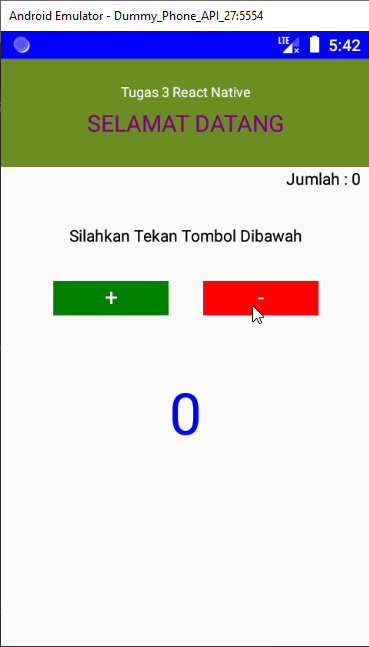 Android Emulator - Dummy_Phone_API_27:5554
LTE 5:42
Tugas 3 React Native
SELAMAT DATANG
Jumlah : 0
Silahkan Tekan Tombol Dibawah
+ -
0